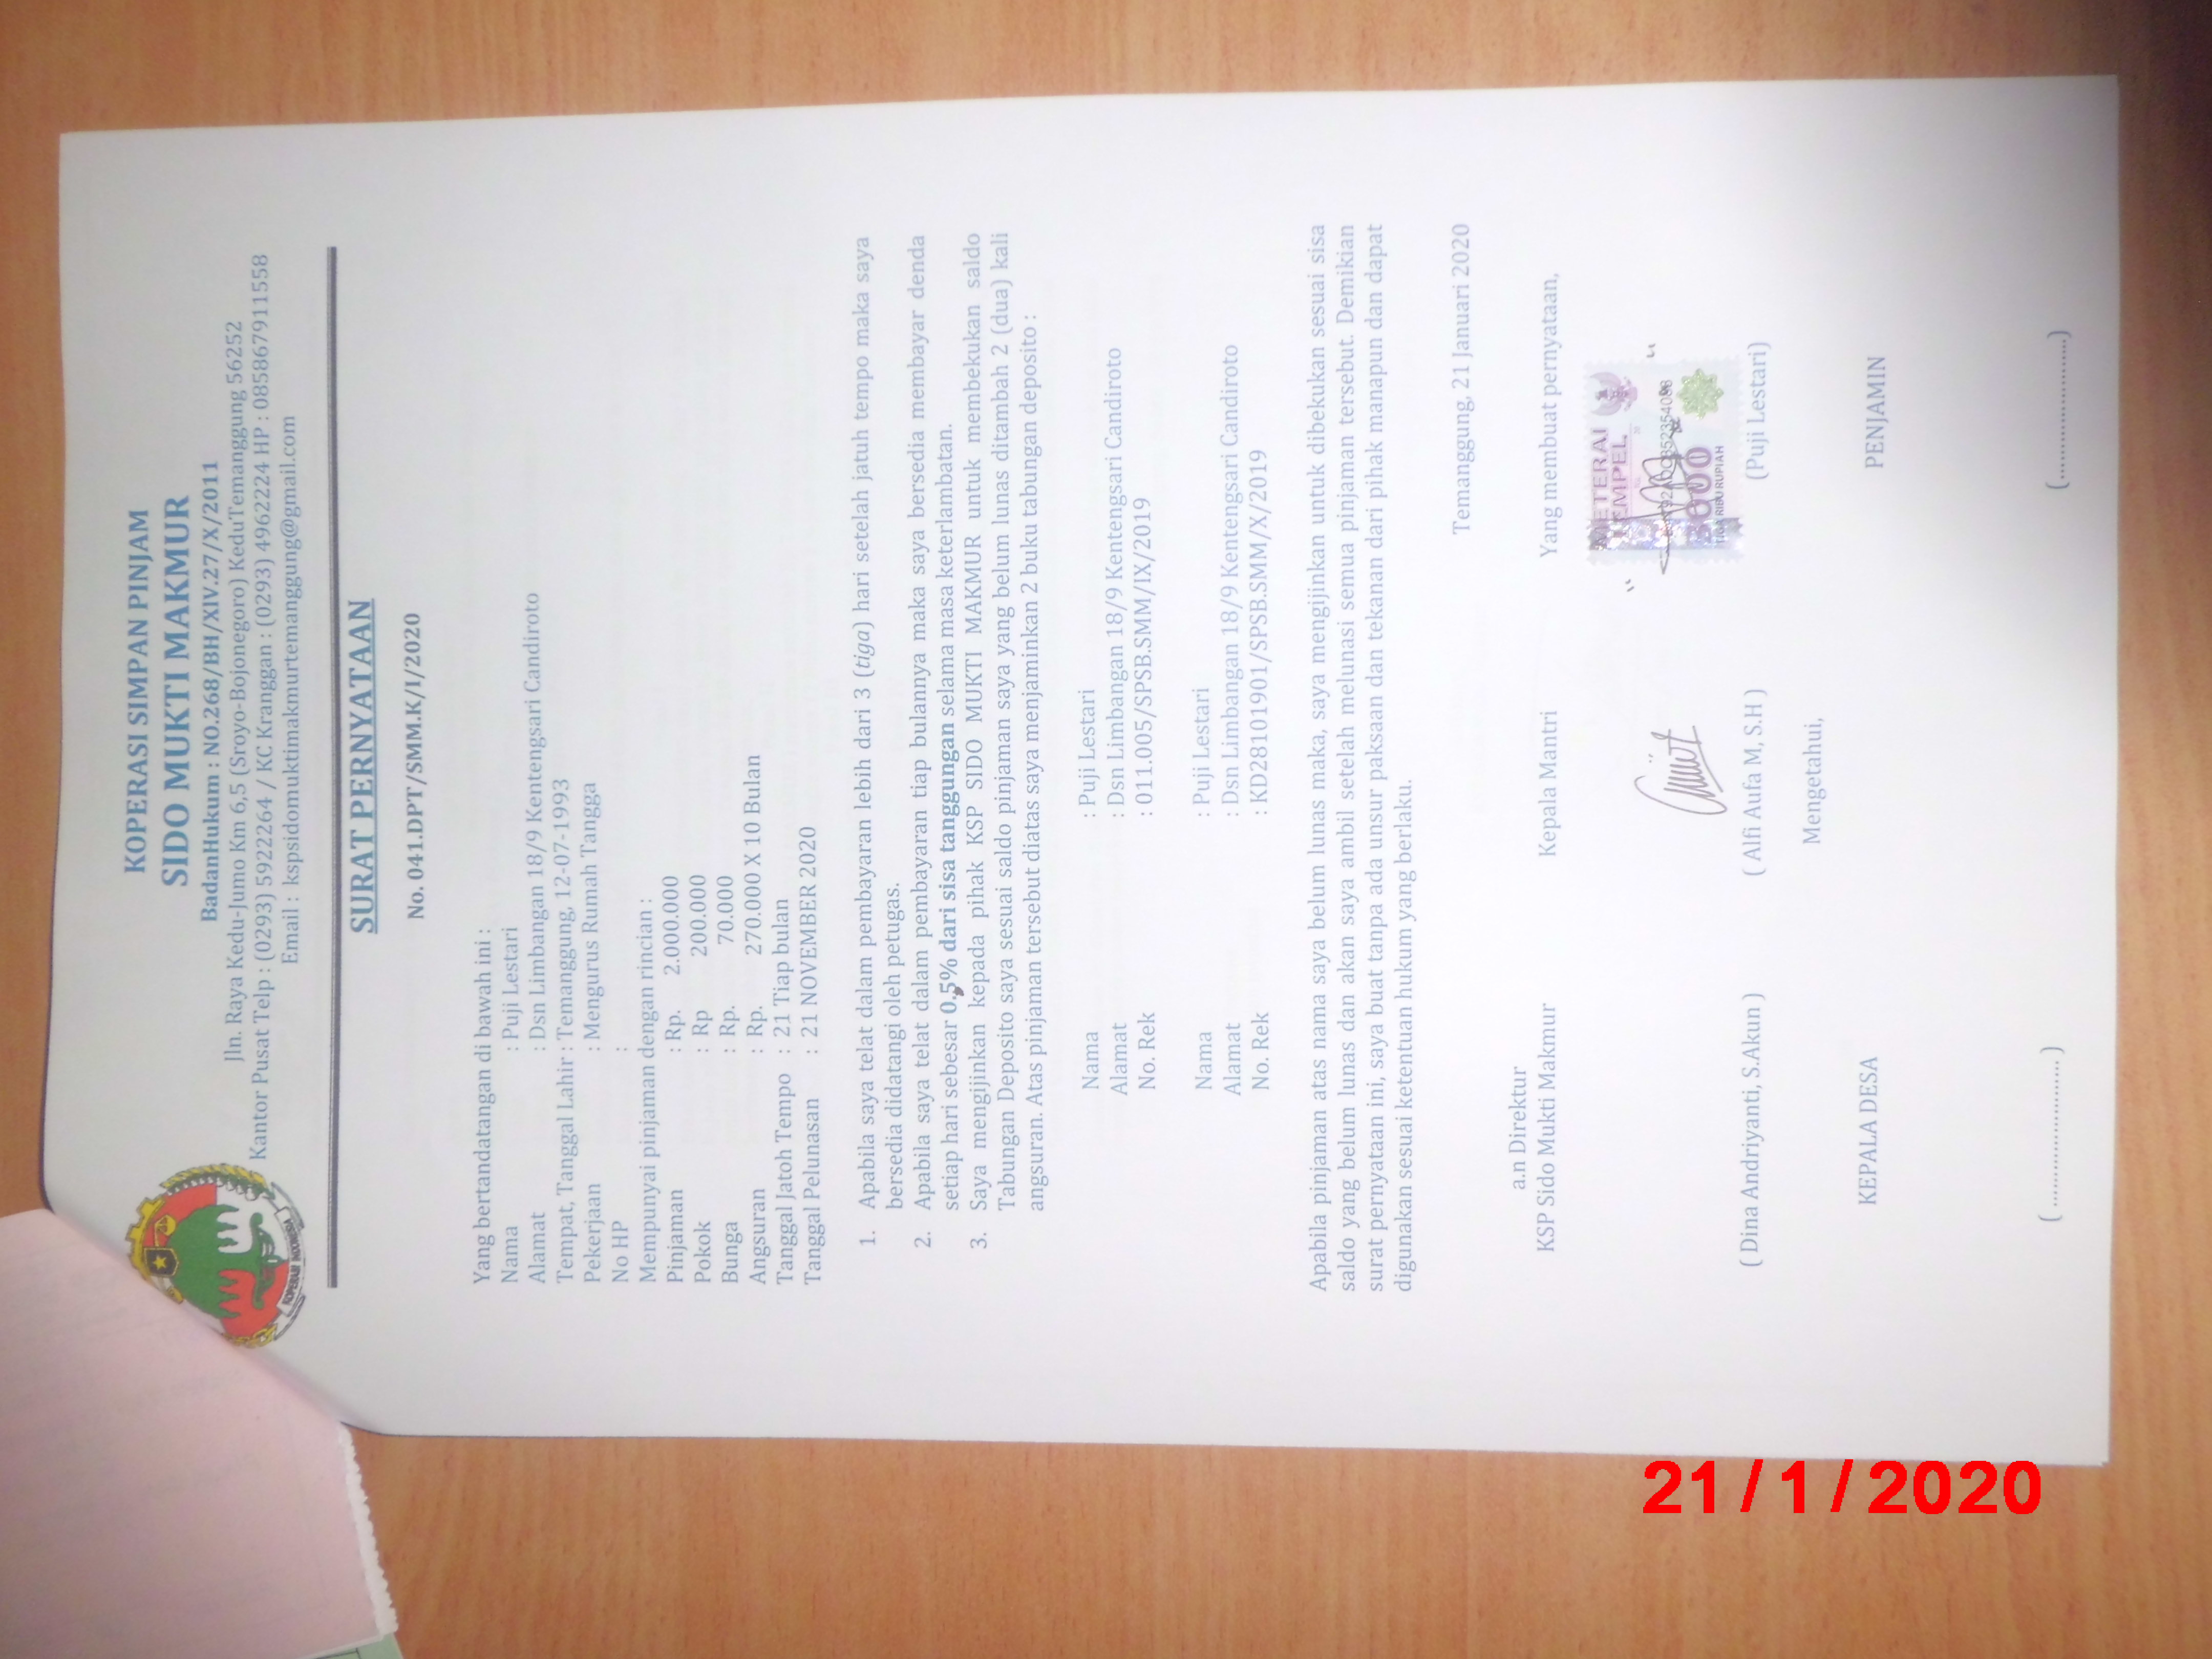 KOPERASI SIMPAN PINJAM
SIDO MUKTI MAKMUR
BadanHukum : NO.268/BH/XIV.27/X/2011
Jln. Raya Kedu-Jumo Km 6,5 (Sroyo-Bojonegoro) KeduTemanggung 56252
Kantor Pusat Telp : (0293) 5922264 / KC Kranggan : (0293) 4962224 HP : 085867911558
Email : kspsidomuktimakmurtemanggung@gmail.com
KOPERASI INDONESIA
SURAT PERNYATAAN
No. 041.DPT/SMM.K/I/2020
Yang bertandatangan di bawah ini :
Nama : Puji Lestari
Alamat : Dsn Limbangan 18/9 Kentengsari Candiroto
Tempat, Tanggal Lahir : Temanggung, 12-07-1993
Pekerjaan : Mengurus Rumah Tangga
No HP :
Mempunyai pinjaman dengan rincian :
Pinjaman : Rp. 2.000.000
Pokok : Rp 200.000
Bunga : Rp. 70.000
Angsuran : Rp. 270.000 X 10 Bulan
Tanggal Jatoh Tempo : 21 Tiap bulan
Tanggal Pelunasan : 21 NOVEMBER 2020
1. Apabila saya telat dalam pembayaran lebih dari 3 (tiga) hari setelah jatuh tempo maka saya
bersedia didatangi oleh petugas.
2. Apabila saya telat dalam pembayaran tiap bulannya maka saya bersedia membayar denda
setiap hari sebesar 0,5% dari sisa tanggungan selama masa keterlambatan.
3. Saya mengijinkan kepada pihak KSP SIDO MUKTI MAKMUR untuk membekukan saldo
Tabungan Deposito saya sesuai saldo pinjaman saya yang belum lunas ditambah 2 (dua) kali
angsuran. Atas pinjaman tersebut diatas saya menjaminkan 2 buku tabungan deposito :
Nama : Puji Lestari
Alamat : Dsn Limbangan 18/9 Kentengsari Candiroto
No. Rek : 011.005/SPSB.SMM/IX/2019
Nama : Puji Lestari
Alamat : Dsn Limbangan 18/9 Kentengsari Candiroto
No. Rek : KD28101901/SPSB.SMM/X/2019
Apabila pinjaman atas nama saya belum lunas maka, saya mengijinkan untuk dibekukan sesuai sisa
saldo yang belum lunas dan akan saya ambil setelah melunasi semua pinjaman tersebut. Demikian
surat pernyataan ini, saya buat tanpa ada unsur paksaan dan tekanan dari pihak manapun dan dapat
digunakan sesuai ketentuan hukum yang berlaku.
Temanggung, 21 Januari 2020
a.n Direktur
KSP Sido Mukti Makmur Kepala Mantri Yang membuat pernyataan,
METERAI
TEMPEL
RIBU RUPIAH
( Dina Andriyanti, S.Akun ) ( Alfi Aufa M, S.H ) (Puji Lestari)
Mengetahui,
KEPALA DESA PENJAMIN
( ........................ ) (........................)
21/1/2020